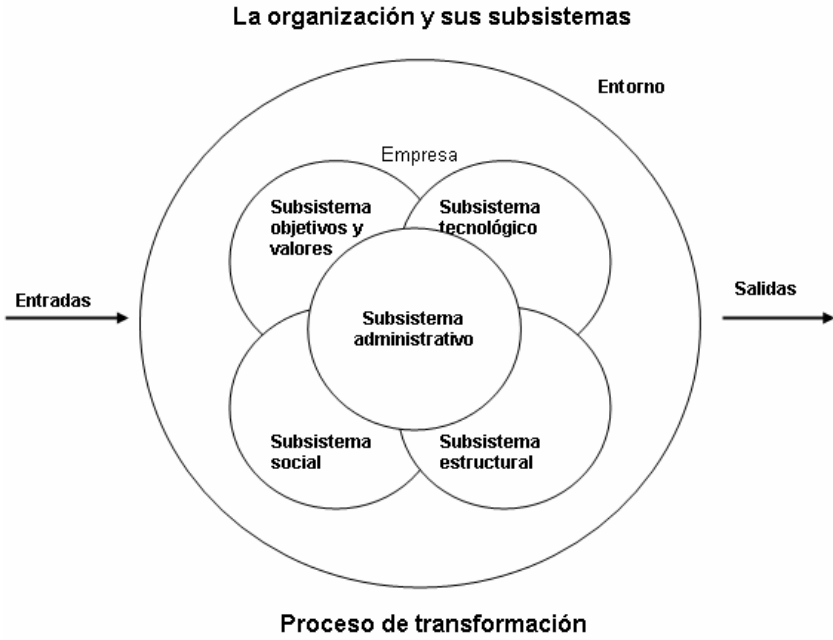 La organización y sus subsistemas
Entorno
Empresa
Subsistema
objetivos y
valores
Subsistema
tecnológico
Entradas
Salidas
Subsistema
administrativo
Subsistema
social
Subsistema
estructural
Proceso de transformación